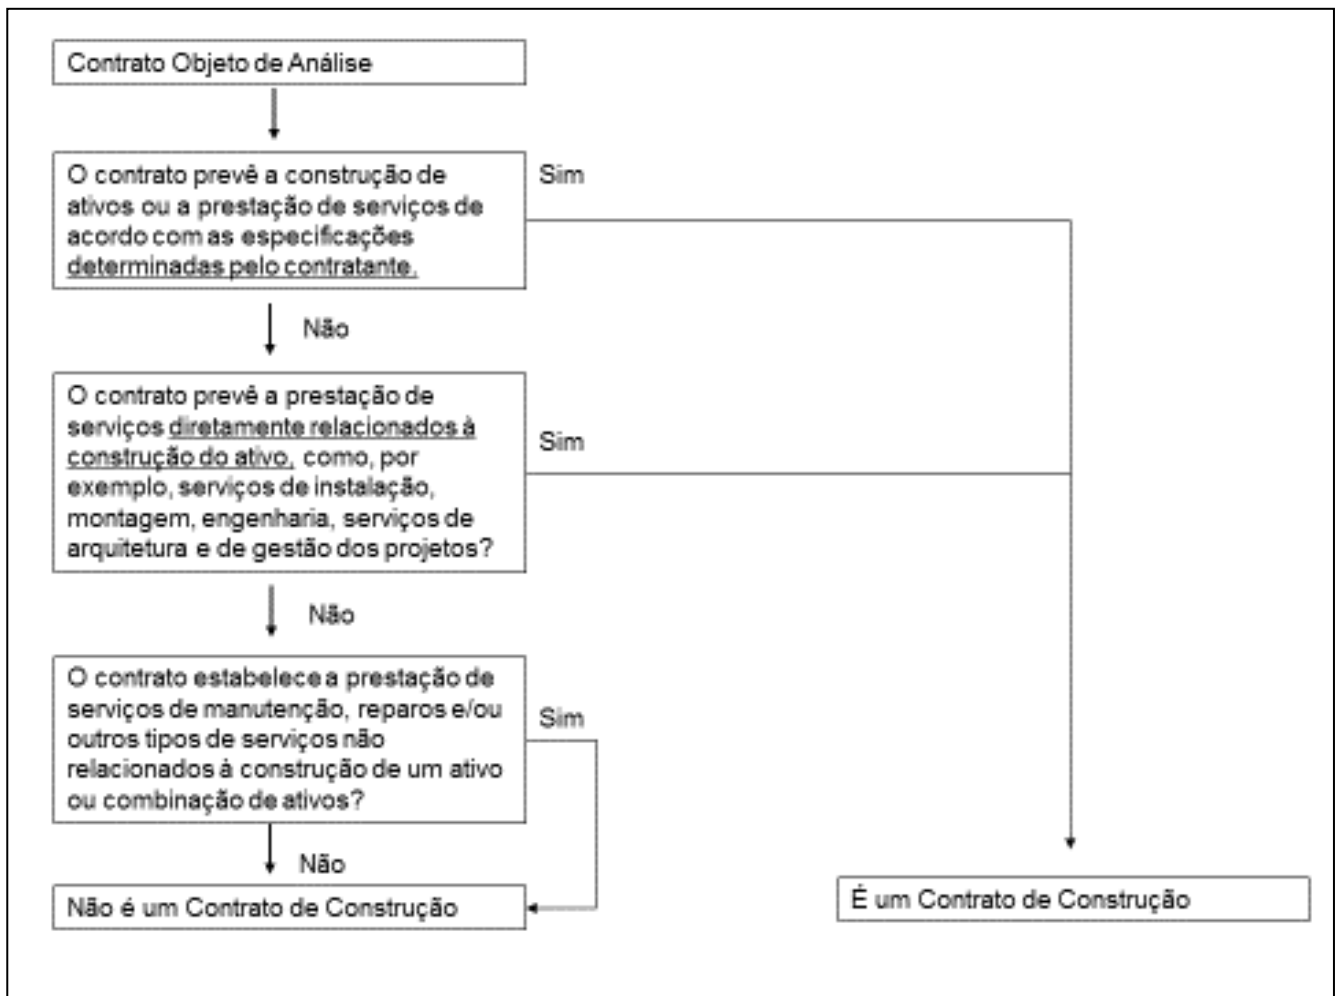 Contrato Objeto de Análise
O contrato prevê a construção de
ativos ou a prestação de serviços de
acordo com as especificações
determinadas pelo contratante.
Sim
Não
O contrato prevê a prestação de
serviços diretamente relacionados à
construção do ativo, como, por
exemplo, serviços de instalação,
montagem, engenharia, serviços de
arquitetura e de gestão dos projetos?
Sim
Não
O contrato estabelece a prestação de
serviços de manutenção, reparos e/ou
outros tipos de serviços não
relacionados à construção de um ativo
ou combinação de ativos?
Sim
Não
Não é um Contrato de Construção
É um Contrato de Construção